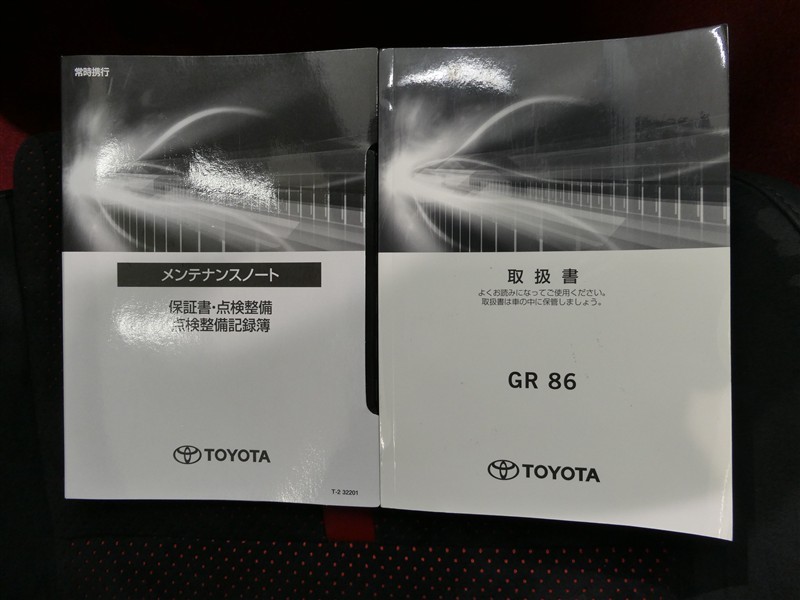 常時携行
メンテナンスノート
保証書・点検整備
点検整備記録簿
TOYOTA
T-2 32201
取扱書
よくお読みになってご使用ください。
取扱書は車の中に保管しましょう。
GR 86
TOYOTA